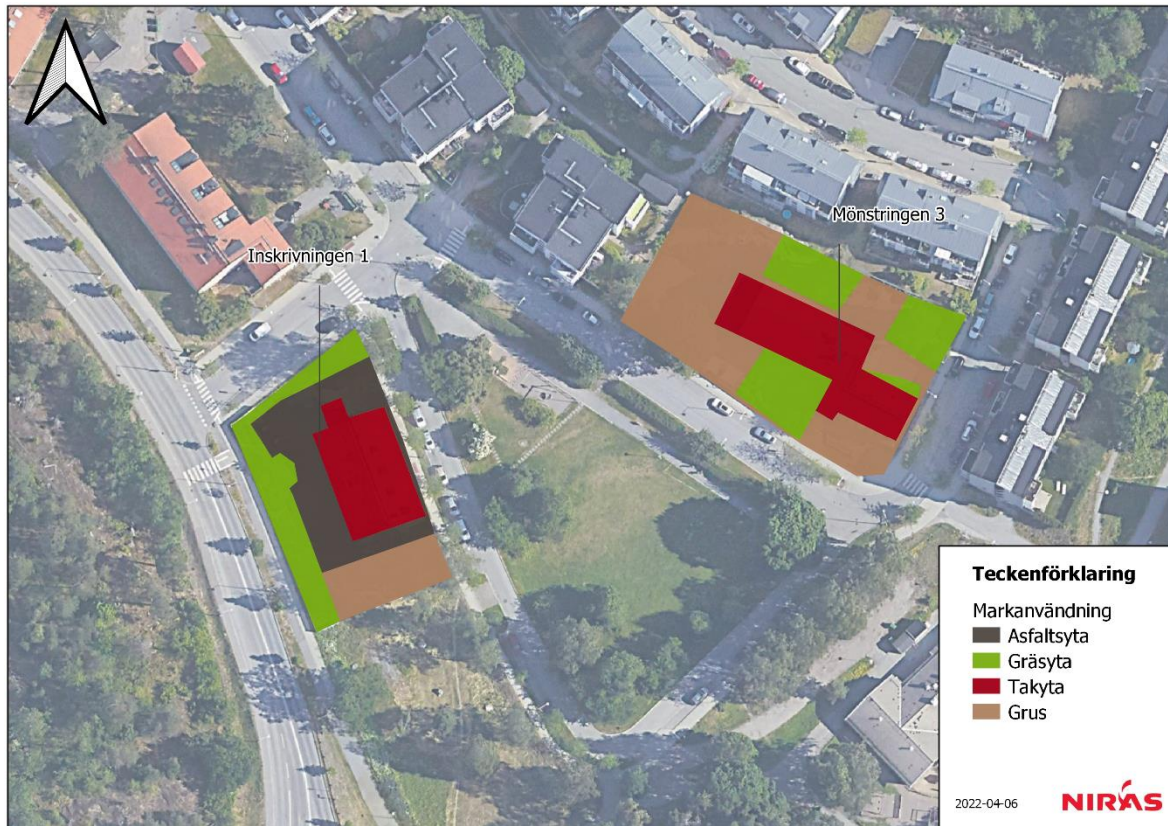 Mönstringen 3
Inskrivningen 1
Teckenförklaring
Markanvändning
Asfaltsyta
Gräsyta
Takyta
Grus
2022-04-06
NIRAS